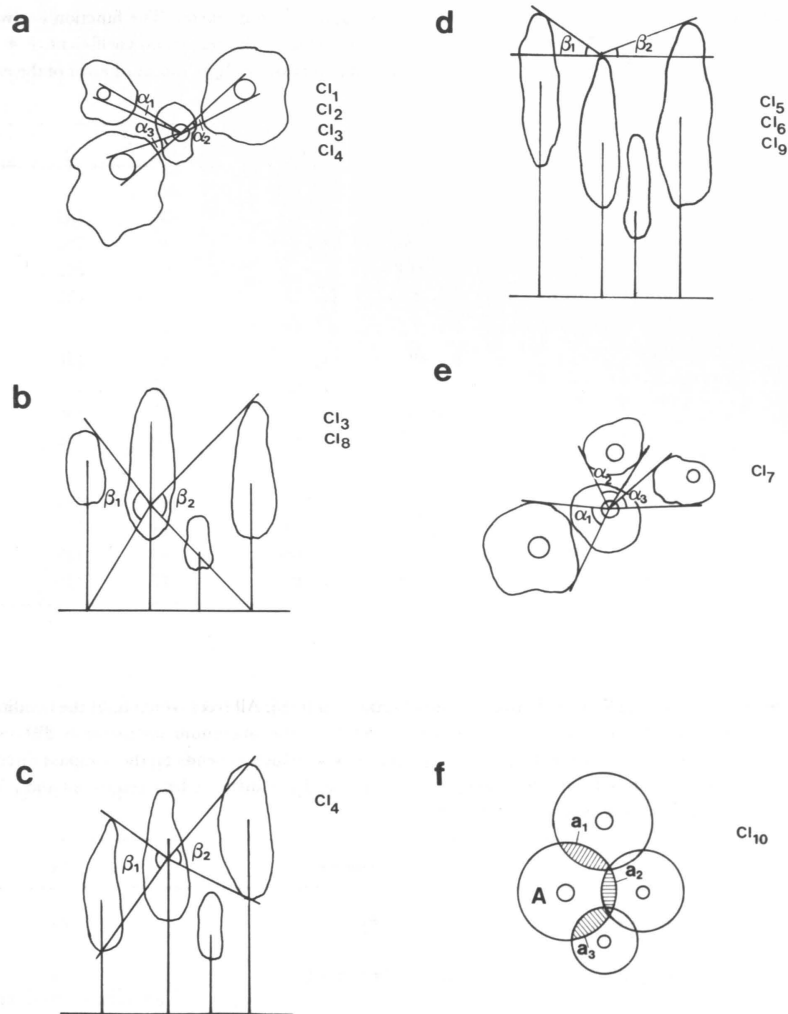 a
α₁
α₂
α₃
CI₁
CI₂
CI₃
CI₄
b
β₁
β₂
CI₃
CI₈
c
β₁
β₂
CI₄
d
β₁
β₂
CI₅
CI₆
CI₉
e
α₂
α₃
α₁
CI₇
f
a₁
a₂
A
a₃
CI₁₀